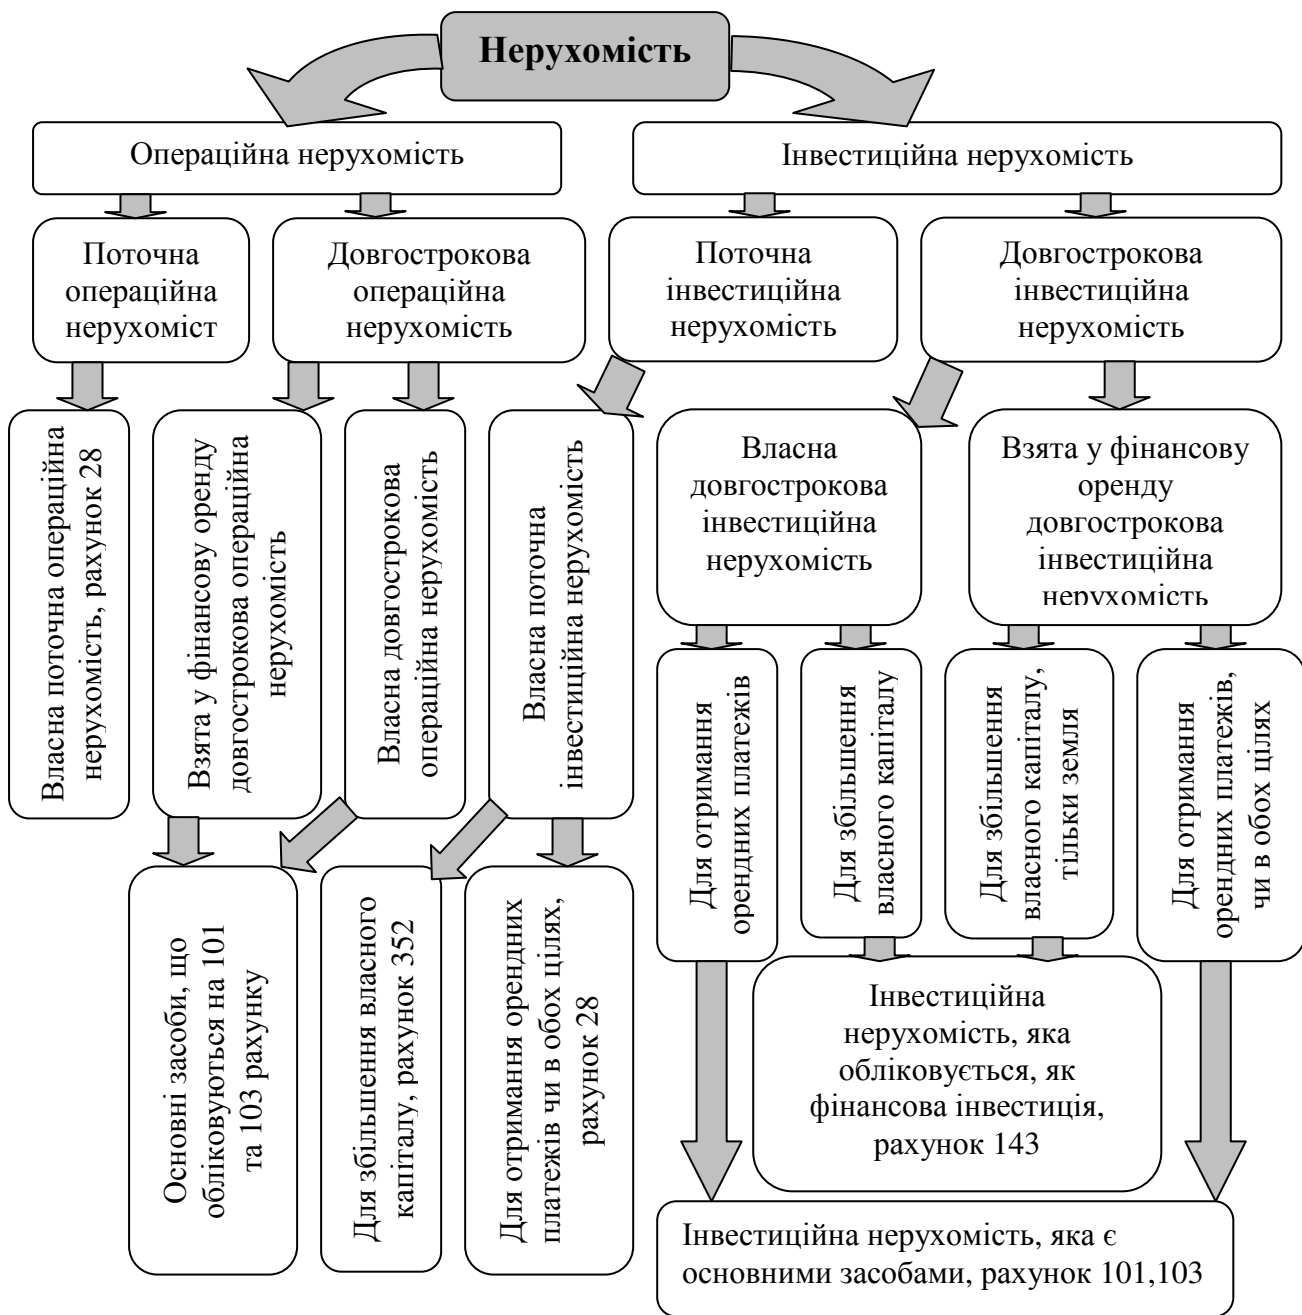 Нерухомість
Операційна нерухомість
Інвестиційна нерухомість
Поточна
операційна
нерухоміст
Довгострокова
операційна
нерухомість
Поточна
інвестиційна
нерухомість
Довгострокова
інвестиційна
нерухомість
Власна поточна операційна
нерухомість, рахунок 28
Взята у фінансову оренду
довгострокова операційна
нерухомість
Власна довгострокова
операційна нерухомість
Власна поточна
інвестиційна нерухомість
Власна
довгострокова
інвестиційна
нерухомість
Взята у фінансову
оренду
довгострокова
інвестиційна
нерухомість
Для отримання
орендних платежів
Для збільшення
власного капіталу
Для збільшення
власного капіталу,
тільки земля
Для отримання
орендних платежів,
чи в обох цілях
Основні засоби, що
обліковуються на 101
та 103 рахунку
Для збільшення власного
капіталу, рахунок 352
Для отримання орендних
платежів чи в обох цілях,
рахунок 28
Інвестиційна
нерухомість, яка
обліковується, як
фінансова інвестиція,
рахунок 143
Інвестиційна нерухомість, яка є
основними засобами, рахунок 101,103